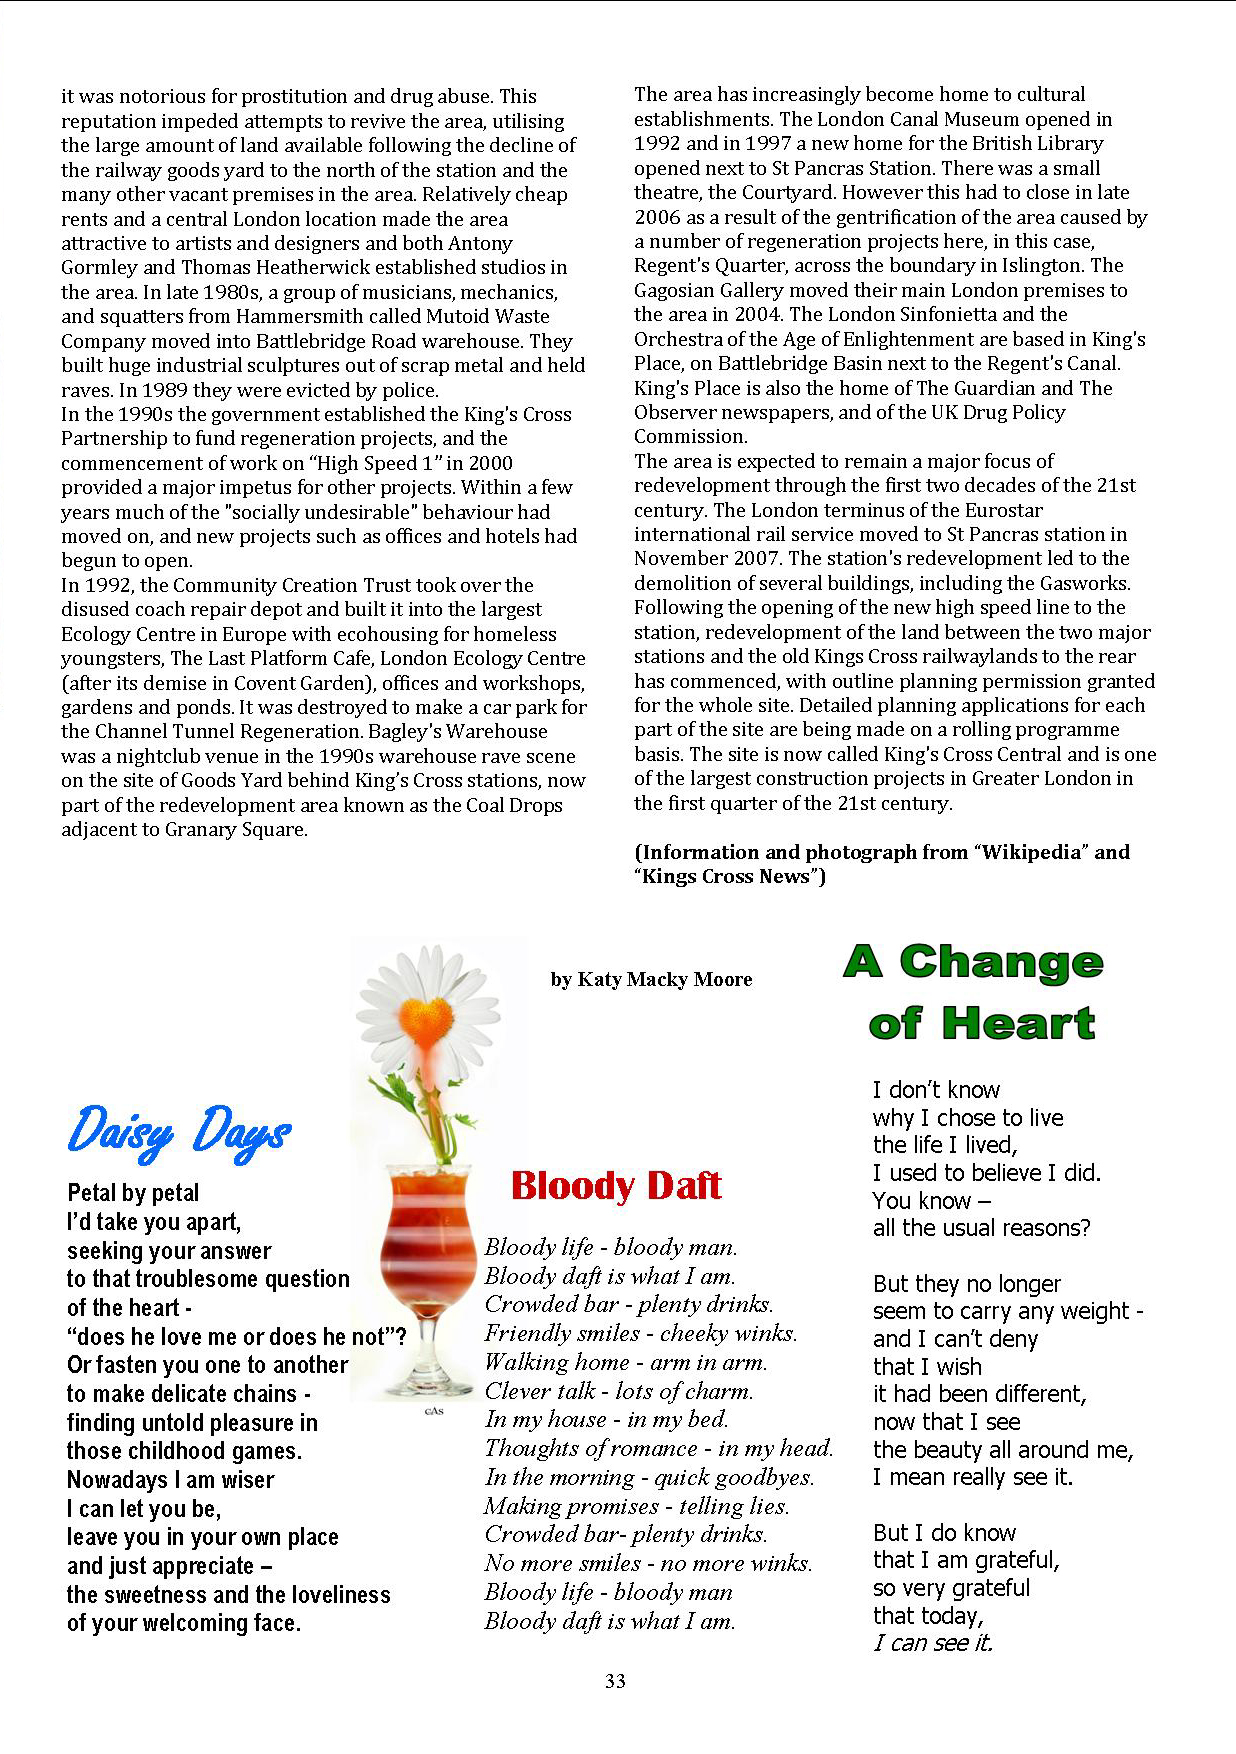 it was notorious for prostitution and drug abuse. This
reputation impeded attempts to revive the area, utilising
the large amount of land available following the decline of
the railway goods yard to the north of the station and the
many other vacant premises in the area. Relatively cheap
rents and a central London location made the area
attractive to artists and designers and both Antony
Gormley and Thomas Heatherwick established studios in
the area. In late 1980s, a group of musicians, mechanics,
and squatters from Hammersmith called Mutoid Waste
Company moved into Battlebridge Road warehouse. They
built huge industrial sculptures out of scrap metal and held
raves. In 1989 they were evicted by police.
In the 1990s the government established the King's Cross
Partnership to fund regeneration projects, and the
commencement of work on “High Speed 1” in 2000
provided a major impetus for other projects. Within a few
years much of the "socially undesirable" behaviour had
moved on, and new projects such as offices and hotels had
begun to open.
In 1992, the Community Creation Trust took over the
disused coach repair depot and built it into the largest
Ecology Centre in Europe with ecohousing for homeless
youngsters, The Last Platform Cafe, London Ecology Centre
(after its demise in Covent Garden), offices and workshops,
gardens and ponds. It was destroyed to make a car park for
the Channel Tunnel Regeneration. Bagley's Warehouse
was a nightclub venue in the 1990s warehouse rave scene
on the site of Goods Yard behind King’s Cross stations, now
part of the redevelopment area known as the Coal Drops
adjacent to Granary Square.
The area has increasingly become home to cultural
establishments. The London Canal Museum opened in
1992 and in 1997 a new home for the British Library
opened next to St Pancras Station. There was a small
theatre, the Courtyard. However this had to close in late
2006 as a result of the gentrification of the area caused by
a number of regeneration projects here, in this case,
Regent's Quarter, across the boundary in Islington. The
Gagosian Gallery moved their main London premises to
the area in 2004. The London Sinfonietta and the
Orchestra of the Age of Enlightenment are based in King's
Place, on Battlebridge Basin next to the Regent's Canal.
King's Place is also the home of The Guardian and The
Observer newspapers, and of the UK Drug Policy
Commission.
The area is expected to remain a major focus of
redevelopment through the first two decades of the 21st
century. The London terminus of the Eurostar
international rail service moved to St Pancras station in
November 2007. The station's redevelopment led to the
demolition of several buildings, including the Gasworks.
Following the opening of the new high speed line to the
station, redevelopment of the land between the two major
stations and the old Kings Cross railwaylands to the rear
has commenced, with outline planning permission granted
for the whole site. Detailed planning applications for each
part of the site are being made on a rolling programme
basis. The site is now called King's Cross Central and is one
of the largest construction projects in Greater London in
the first quarter of the 21st century.
(Information and photograph from “Wikipedia” and
“Kings Cross News”)
by Katy Macky Moore
Daisy Days
Petal by petal
I’d take you apart,
seeking your answer
to that troublesome question
of the heart -
“does he love me or does he not”?
Or fasten you one to another
to make delicate chains -
finding untold pleasure in
those childhood games.
Nowadays I am wiser
I can let you be,
leave you in your own place
and just appreciate –
the sweetness and the loveliness
of your welcoming face.
cAs
Bloody Daft
Bloody life - bloody man.
Bloody daft is what I am.
Crowded bar - plenty drinks.
Friendly smiles - cheeky winks.
Walking home - arm in arm.
Clever talk - lots of charm.
In my house - in my bed.
Thoughts of romance - in my head.
In the morning - quick goodbyes.
Making promises - telling lies.
Crowded bar- plenty drinks.
No more smiles - no more winks.
Bloody life - bloody man
Bloody daft is what I am.
A Change
of Heart
I don’t know
why I chose to live
the life I lived,
I used to believe I did.
You know –
all the usual reasons?
But they no longer
seem to carry any weight -
and I can’t deny
that I wish
it had been different,
now that I see
the beauty all around me,
I mean really see it.
But I do know
that I am grateful,
so very grateful
that today,
I can see it.
33